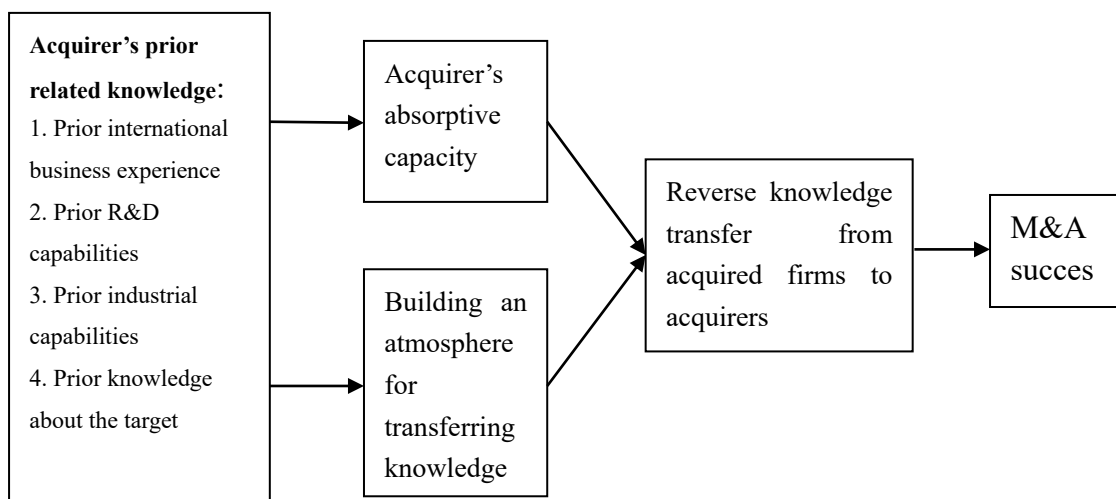 Acquirer’s prior
related knowledge:
1. Prior international
business experience
2. Prior R&D
capabilities
3. Prior industrial
capabilities
4. Prior knowledge
about the target
Acquirer’s
absorptive
capacity
Building an
atmosphere
for
transferring
knowledge
Reverse knowledge
transfer from
acquired firms to
acquirers
M&A
succes